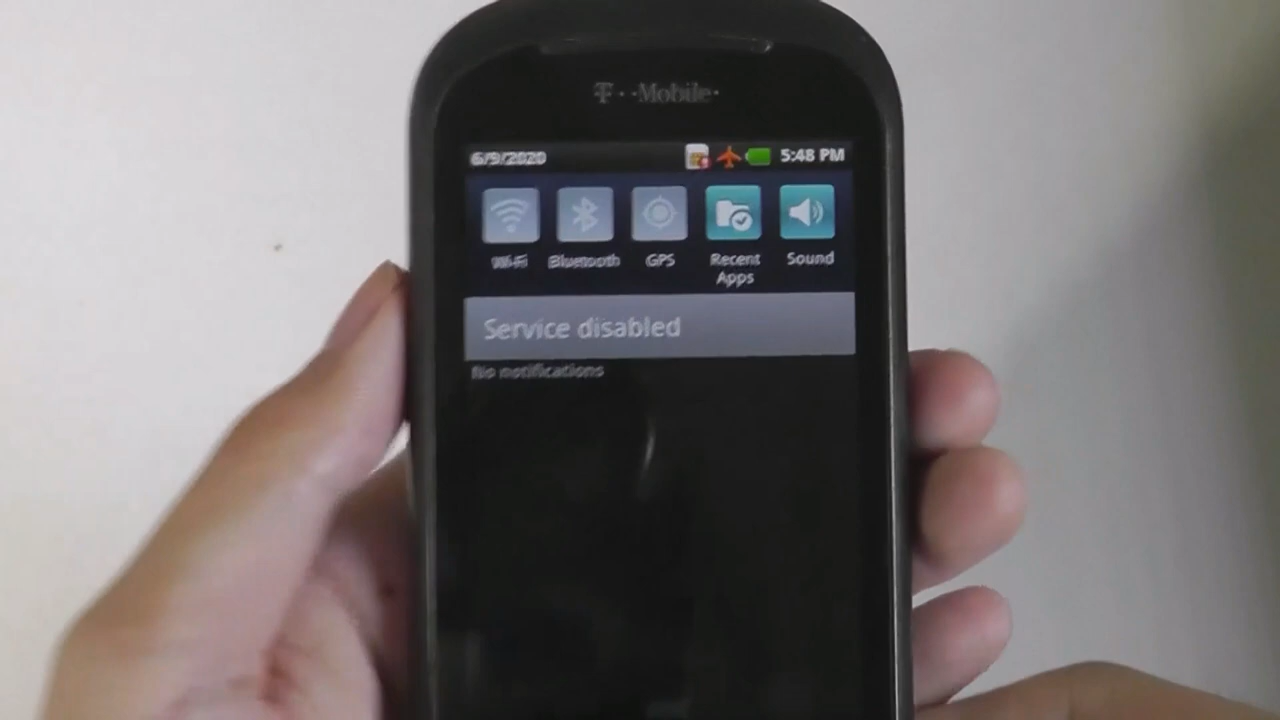 T··Mobile·
6/9/2020 5:48 PM
Wi-Fi Bluetooth GPS Recent Apps Sound
Service disabled
No notifications